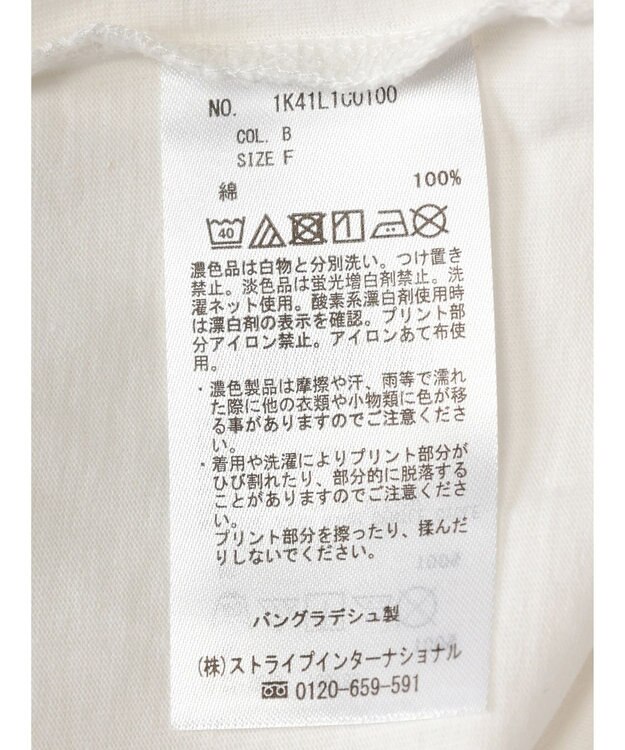 NO. 1K41L1C0100
COL. B
SIZE F
綿 100%
40
濃色品は白物と分別洗い。つけ置き
禁止。淡色品は蛍光増白剤禁止。洗
濯ネット使用。酸素系漂白剤使用時
は漂白剤の表示を確認。プリント部
分アイロン禁止。アイロンあて布使
用。
・濃色製品は摩擦や汗、雨等で濡れ
た際に他の衣類や小物類に色が移
る事がありますのでご注意くださ
い。
・着用や洗濯によりプリント部分が
ひび割れたり、部分的に脱落する
ことがありますのでご注意くださ
い。
プリント部分を擦ったり、揉んだ
りしないでください。
バングラデシュ製
(株)ストライプインターナショナル
0120-659-591